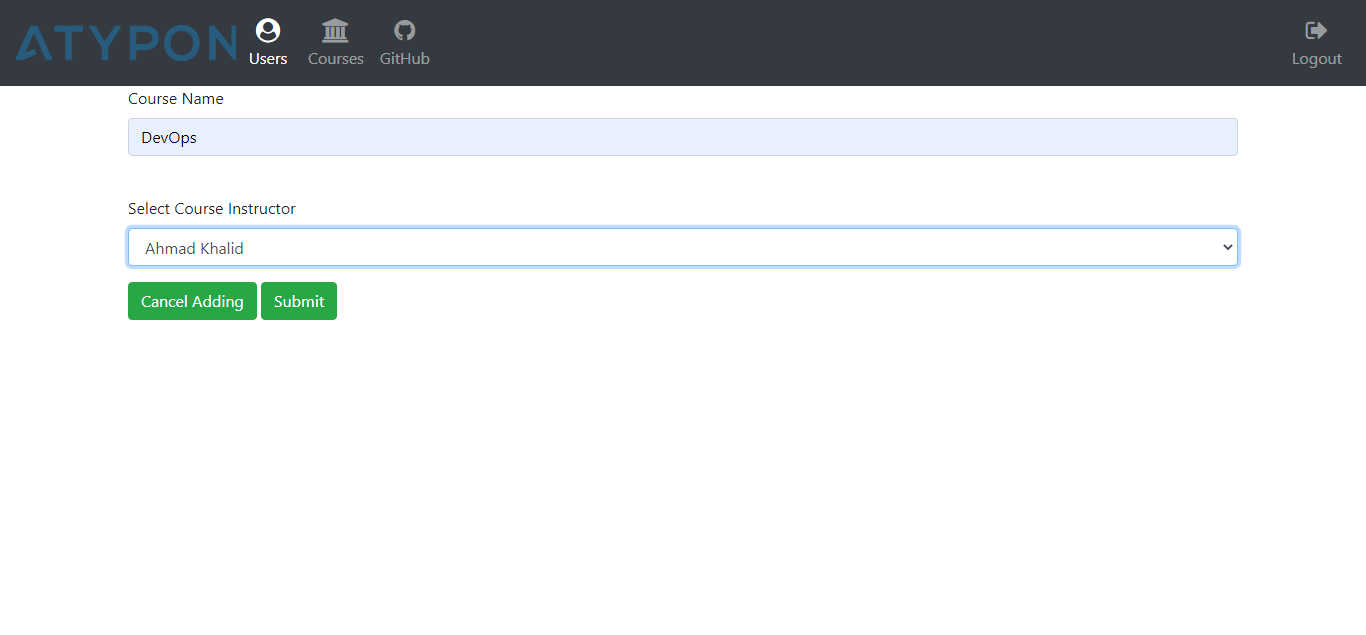 ATYPON
Users Courses GitHub Logout
Course Name
DevOps
Select Course Instructor
Ahmad Khalid
Cancel Adding Submit